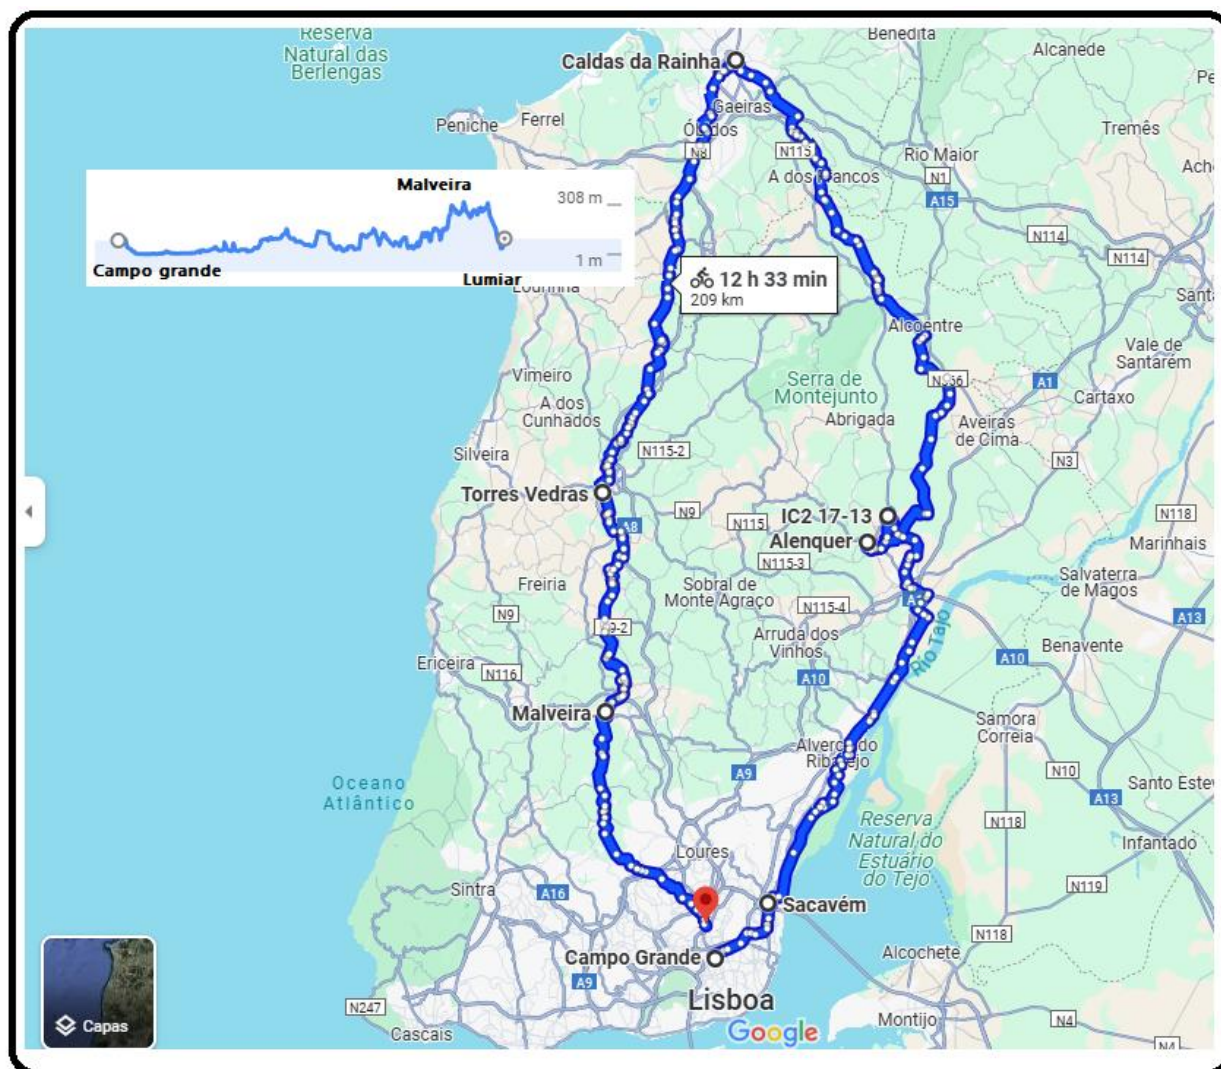 Reserva
Natural das
Berlengas
Benedita
Alcanede
Caldas da Rainha
Gaeiras
Peniche
Ferrel
Tremês
N8
N115
Rio Maior
A dos Francos
N1
A15
Malveira
308 m
1 m
Campo grande
Lumiar
N114
N114
12 h 33 min
209 km
Alcoentre
Vale de
Santarém
Vimeiro
Serra de
Montejunto
A1
Cartaxo
A dos
Cunhados
Abrigada
Aveiras
de Cima
Silveira
N115-2
N3
Torres Vedras
A8
N9
N115
IC2 17-13
N118
Alenquer
Marinhais
N115-3
Freiria
Sobral de
Monte Agraço
Salvaterra
de Magos
N9
N115-4
A13
Arruda dos
Vinhos
Rio Tajo
Benavente
Ericeira
N116
A10
A10
Malveira
Samora
Correia
A9
N10
Santo Estev
A13
Oceano
Atlântico
Reserva
Natural do
Estuário
do Tejo
N118
Infantado
Loures
Sintra
A16
N119
Sacavém
N118
Campo Grande
Alcochete
A9
Lisboa
N247
Capas
Cascais
Google
Montijo
N4
N4